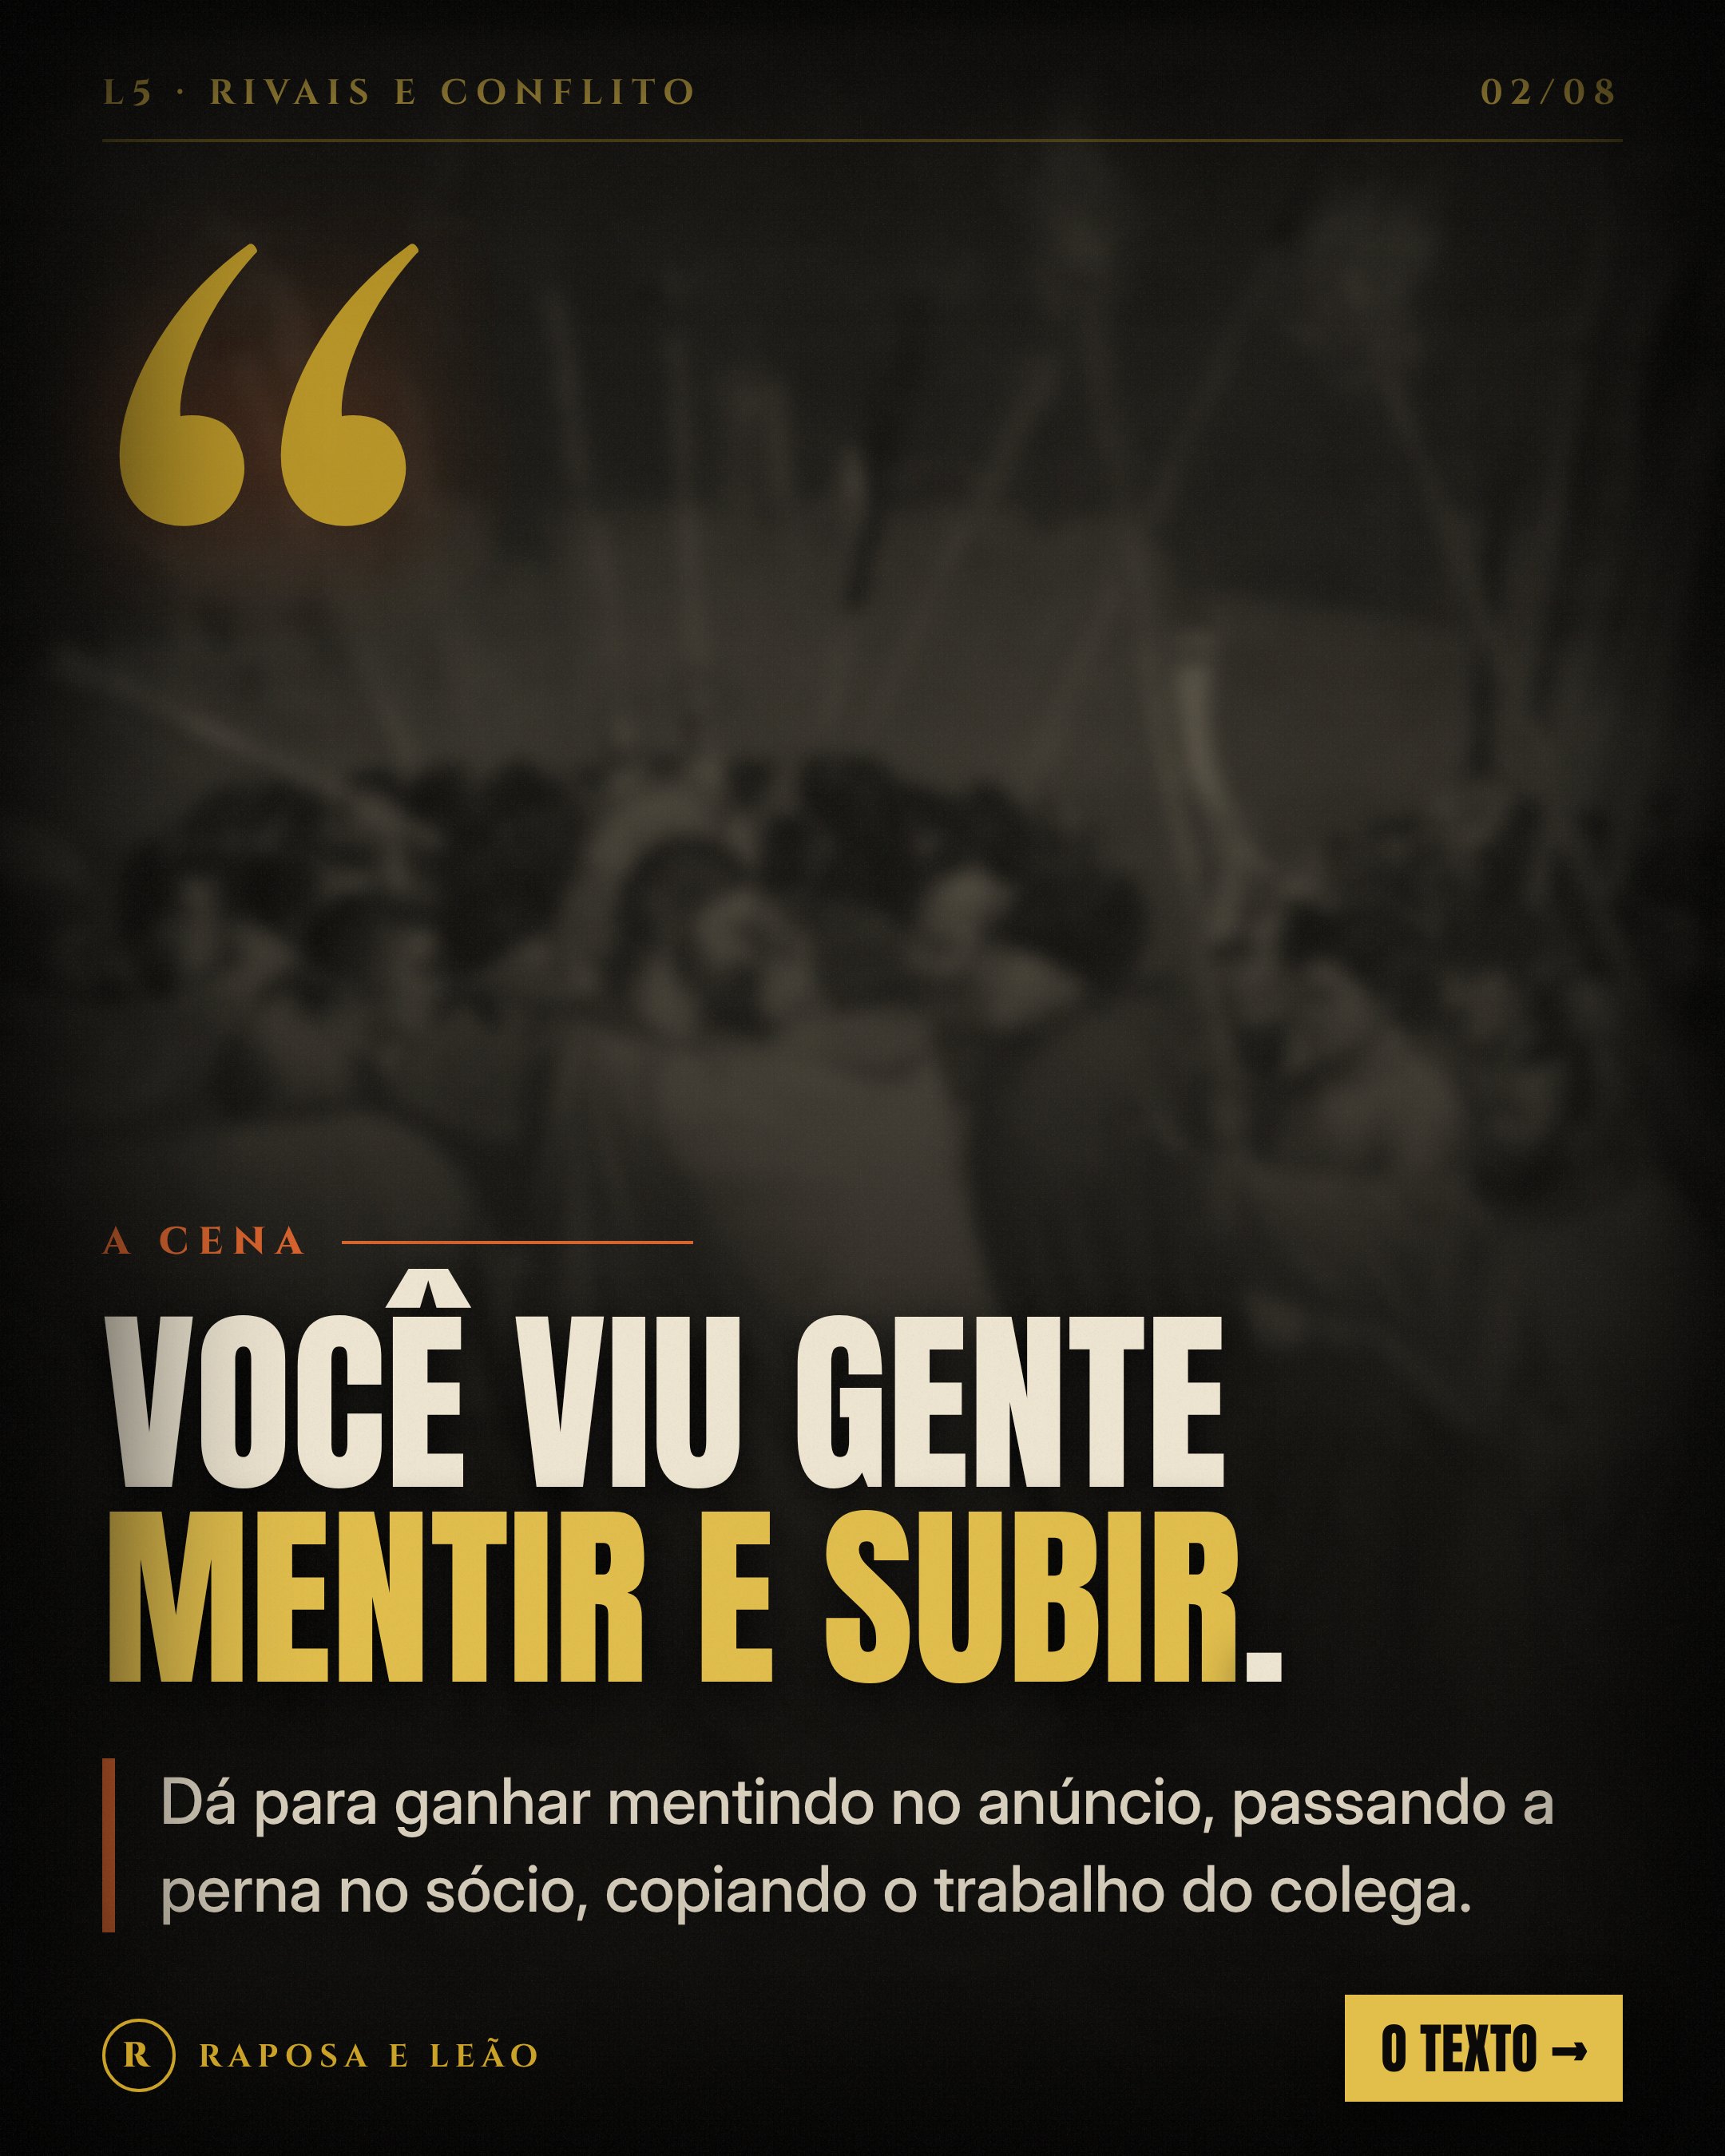 L5 · RIVAIS E CONFLITO
02/08
“
A CENA
VOCÊ VIU GENTE
MENTIR E SUBIR.
Dá para ganhar mentindo no anúncio, passando a
perna no sócio, copiando o trabalho do colega.
R RAPOSA E LEÃO
O TEXTO →